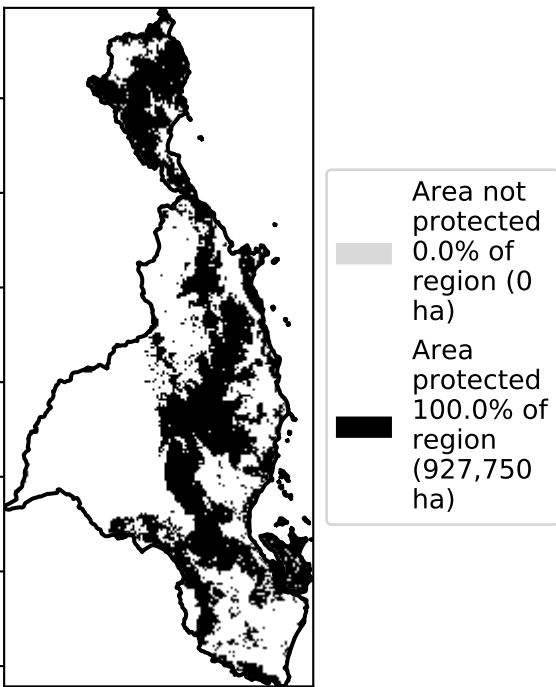 Area not
protected
0.0% of
region (0
ha)
Area
protected
100.0% of
region
(927,750
ha)